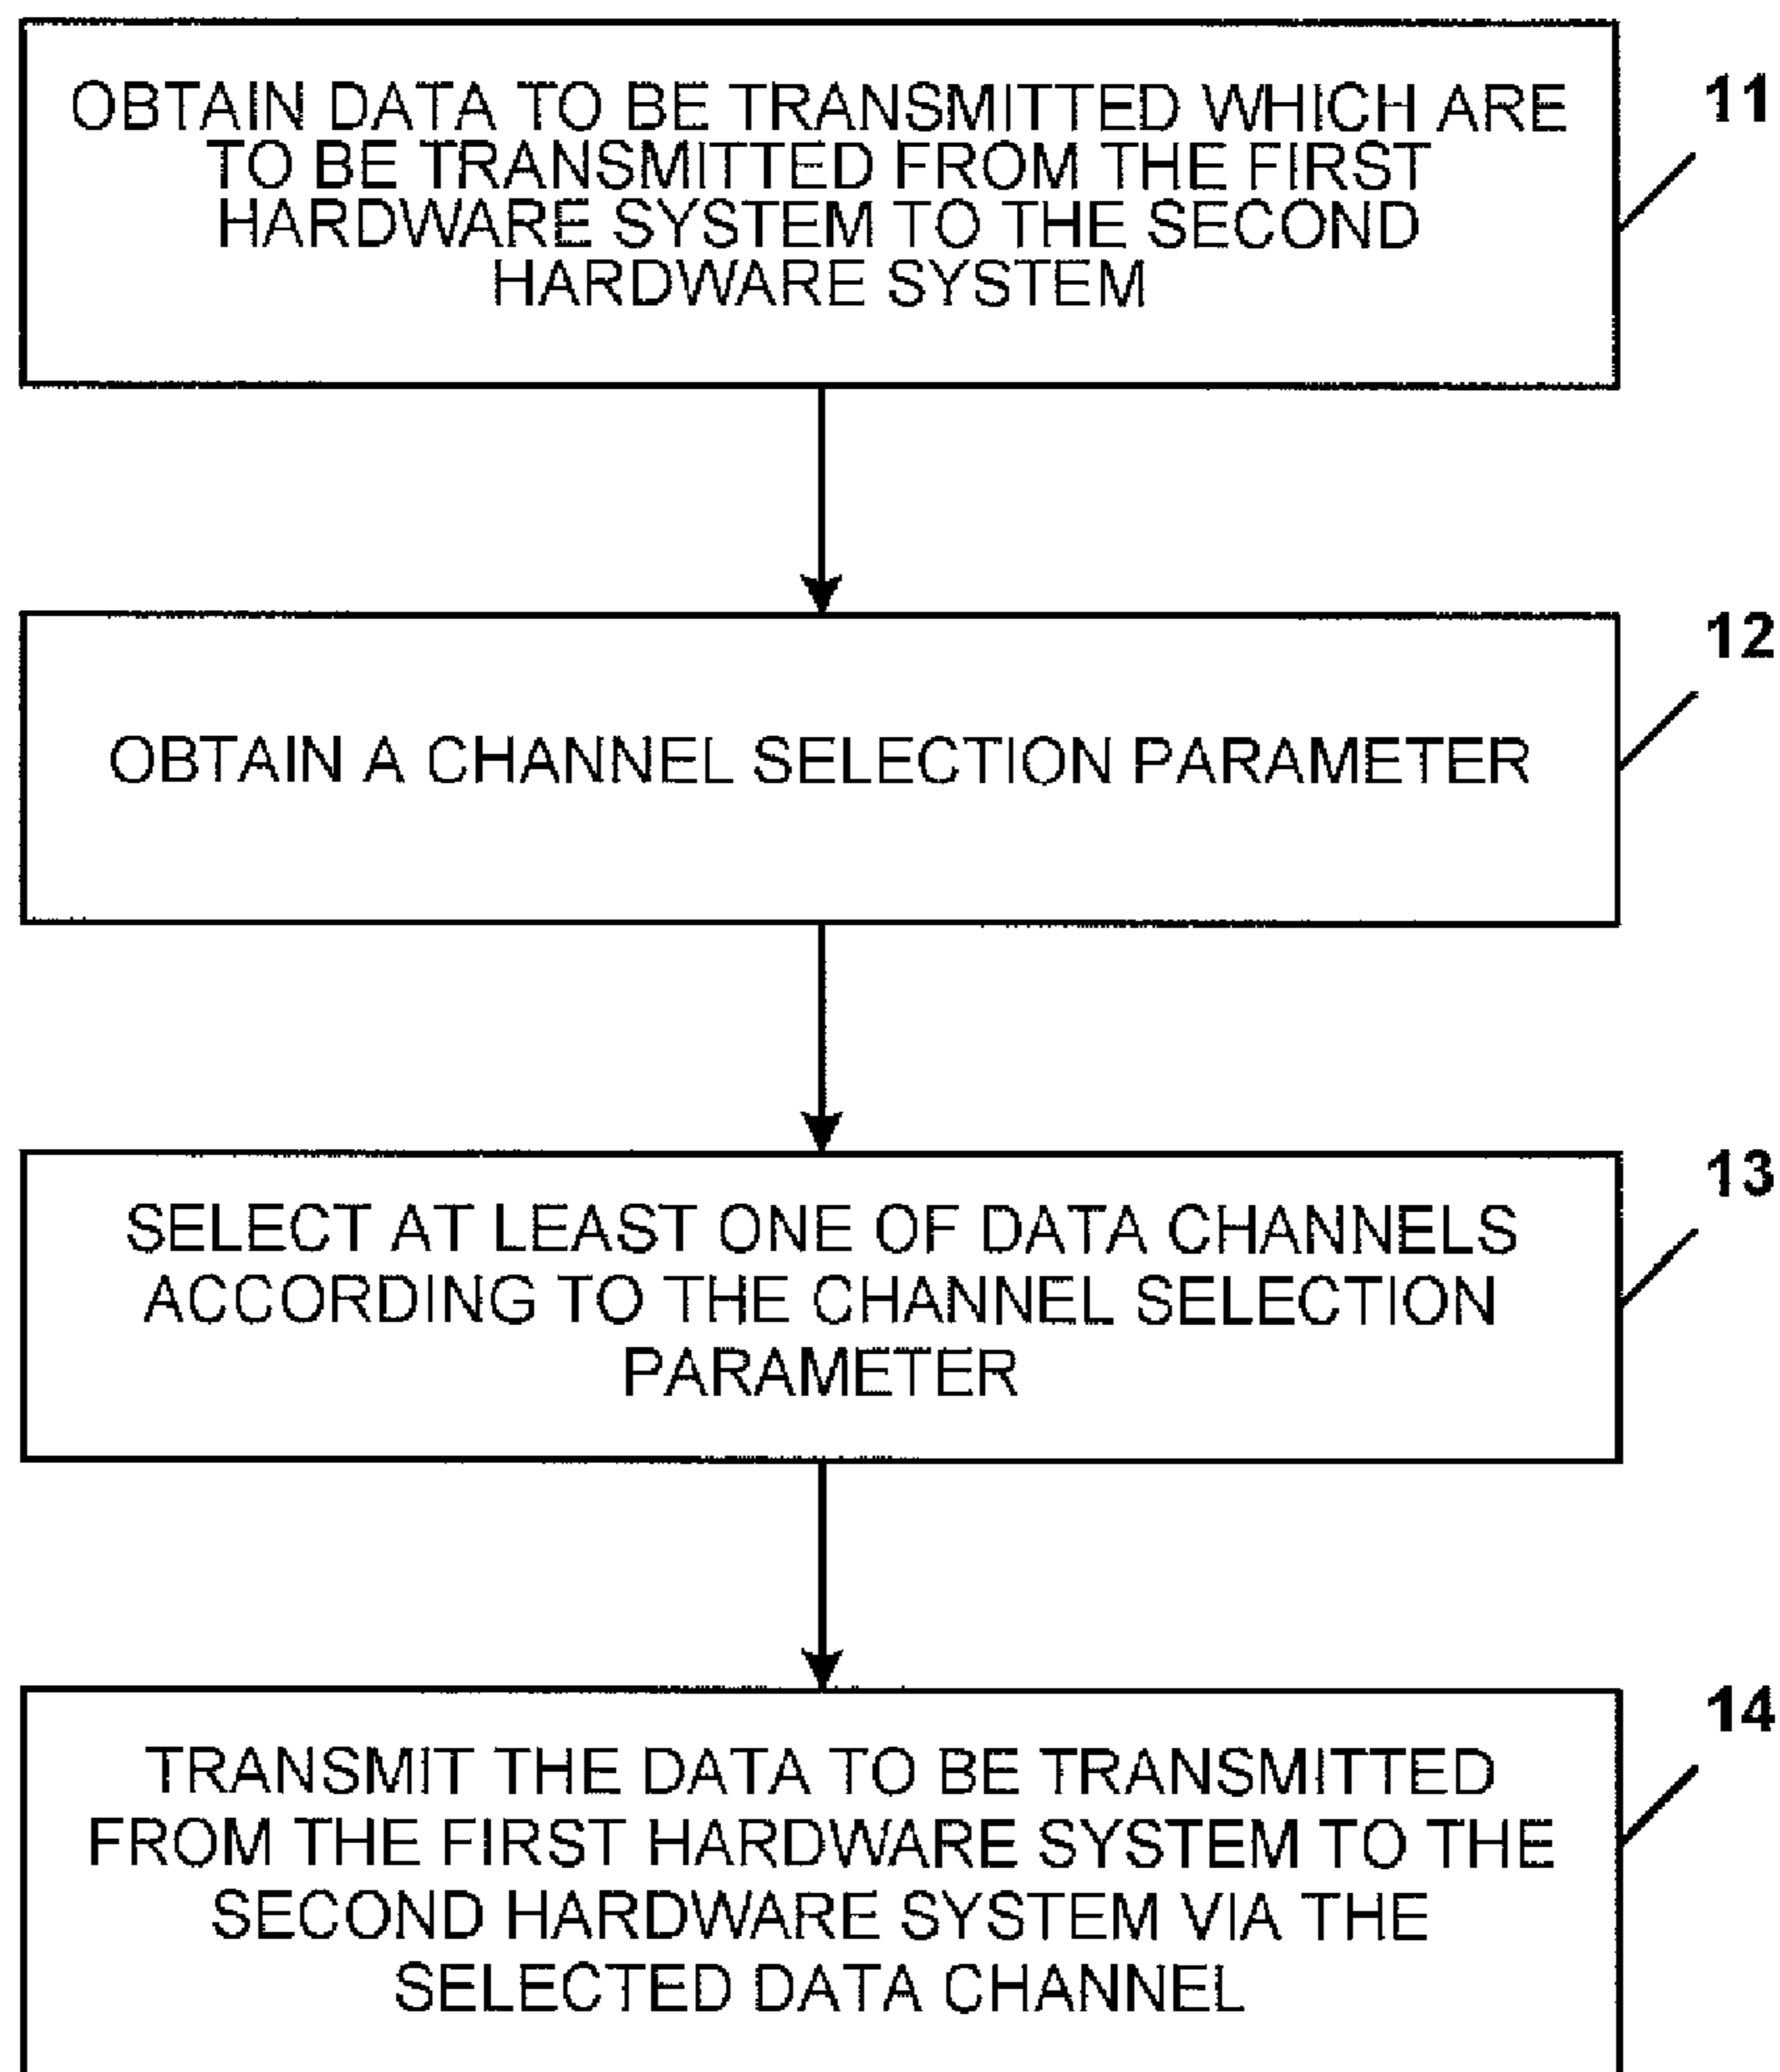 OBTAIN DATA TO BE TRANSMITTED WHICH ARE
TO BE TRANSMITTED FROM THE FIRST
HARDWARE SYSTEM TO THE SECOND
HARDWARE SYSTEM
11
OBTAIN A CHANNEL SELECTION PARAMETER
12
SELECT AT LEAST ONE OF DATA CHANNELS
ACCORDING TO THE CHANNEL SELECTION
PARAMETER
13
TRANSMIT THE DATA TO BE TRANSMITTED
FROM THE FIRST HARDWARE SYSTEM TO THE
SECOND HARDWARE SYSTEM VIA THE
SELECTED DATA CHANNEL
14